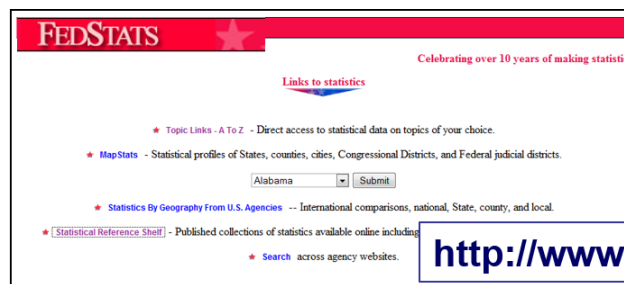 FEDSTATS
Celebrating over 10 years of making statisti
Links to statistics
Topic Links - A To Z - Direct access to statistical data on topics of your choice.
MapStats - Statistical profiles of States, counties, cities, Congressional Districts, and Federal judicial districts.
Alabama Submit
Statistics By Geography From U.S. Agencies -- International comparisons, national, State, county, and local.
Statistical Reference Shelf - Published collections of statistics available online including
Search across agency websites.
http://www